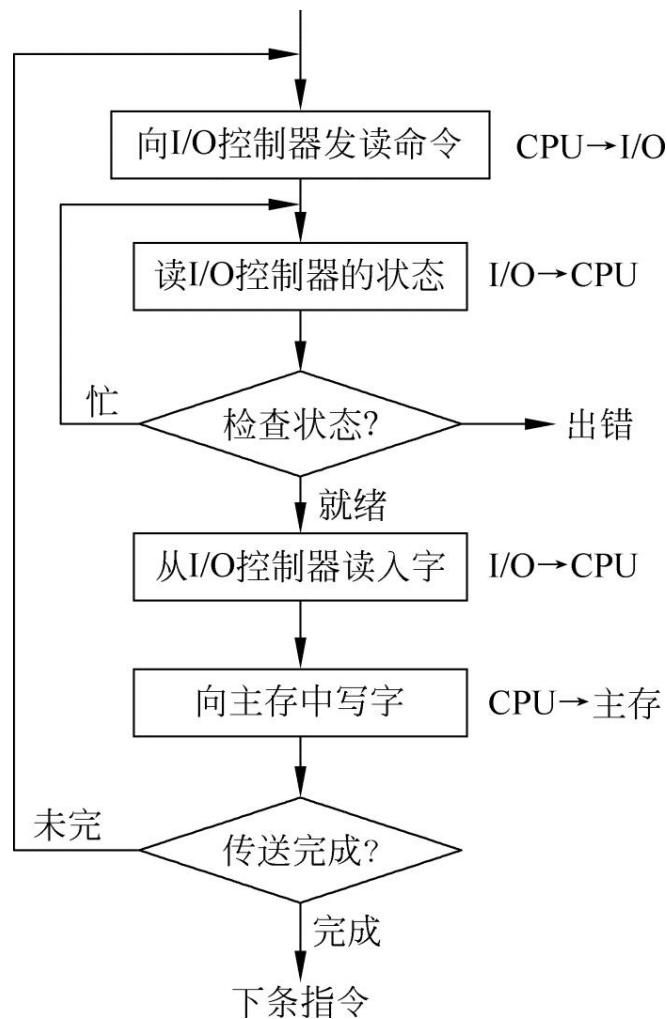 向I/O控制器发读命令 CPU→I/O
读I/O控制器的状态 I/O→CPU
忙 检查状态? 出错
就绪
从I/O控制器读入字 I/O→CPU
向主存中写字 CPU→主存
未完 传送完成?
完成
下条指令